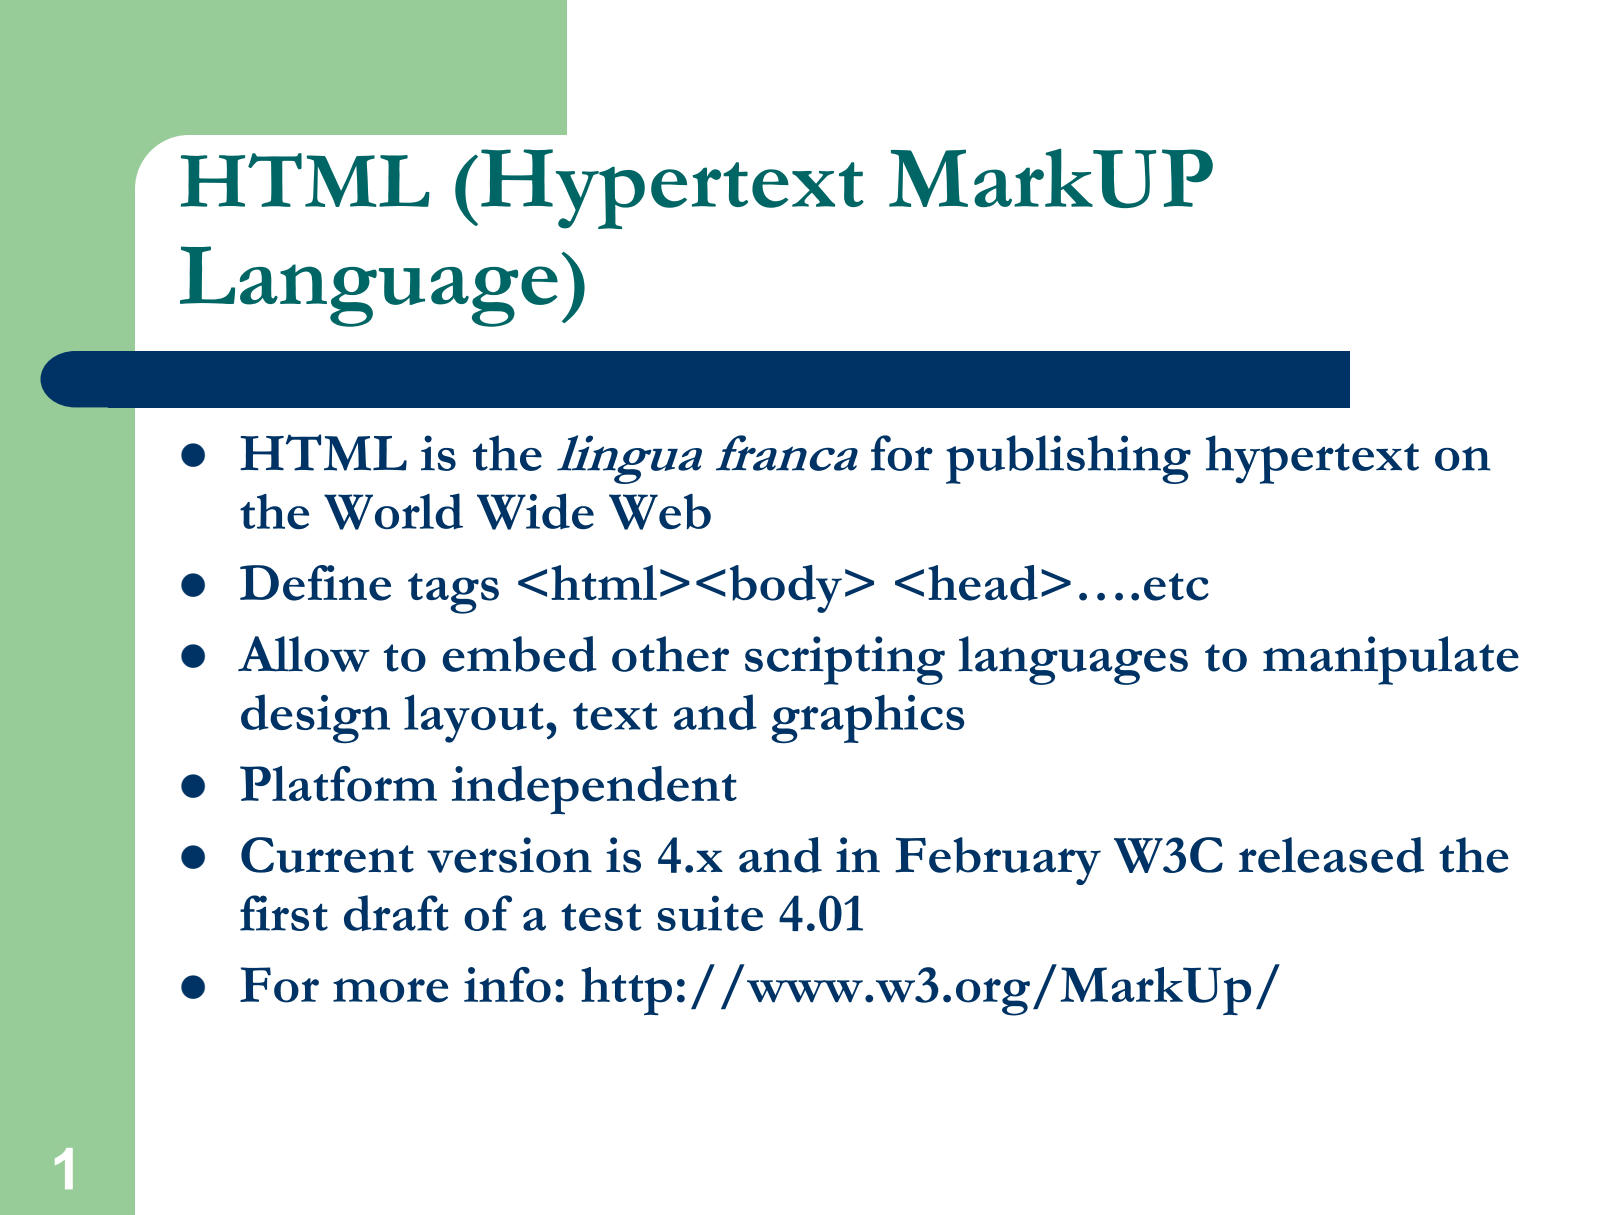 HTML (Hypertext MarkUP
Language)
● HTML is the lingua franca for publishing hypertext on
the World Wide Web
● Define tags <html><body> <head>….etc
● Allow to embed other scripting languages to manipulate
design layout, text and graphics
● Platform independent
● Current version is 4.x and in February W3C released the
first draft of a test suite 4.01
● For more info: http://www.w3.org/MarkUp/
1